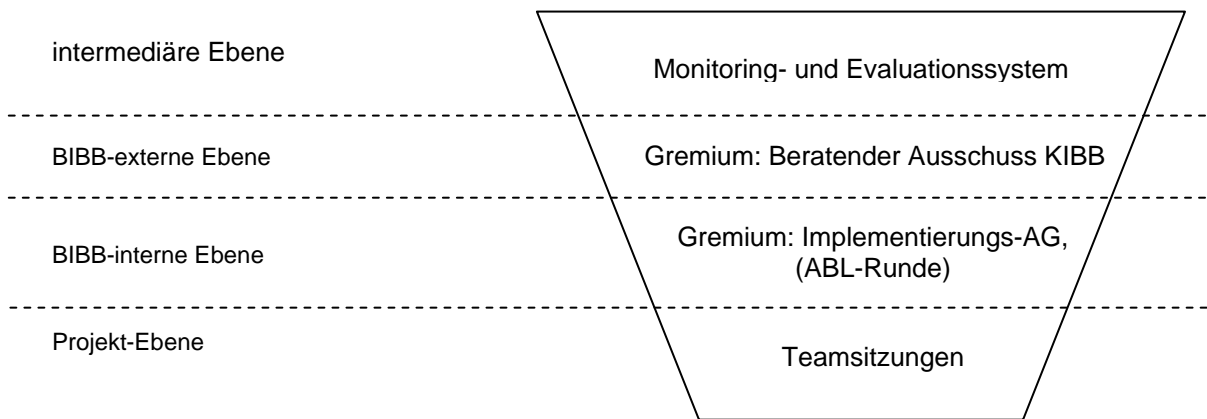 intermediäre Ebene
Monitoring- und Evaluationssystem
BIBB-externe Ebene
Gremium: Beratender Ausschuss KIBB
BIBB-interne Ebene
Gremium: Implementierungs-AG,
(ABL-Runde)
Projekt-Ebene
Teamsitzungen